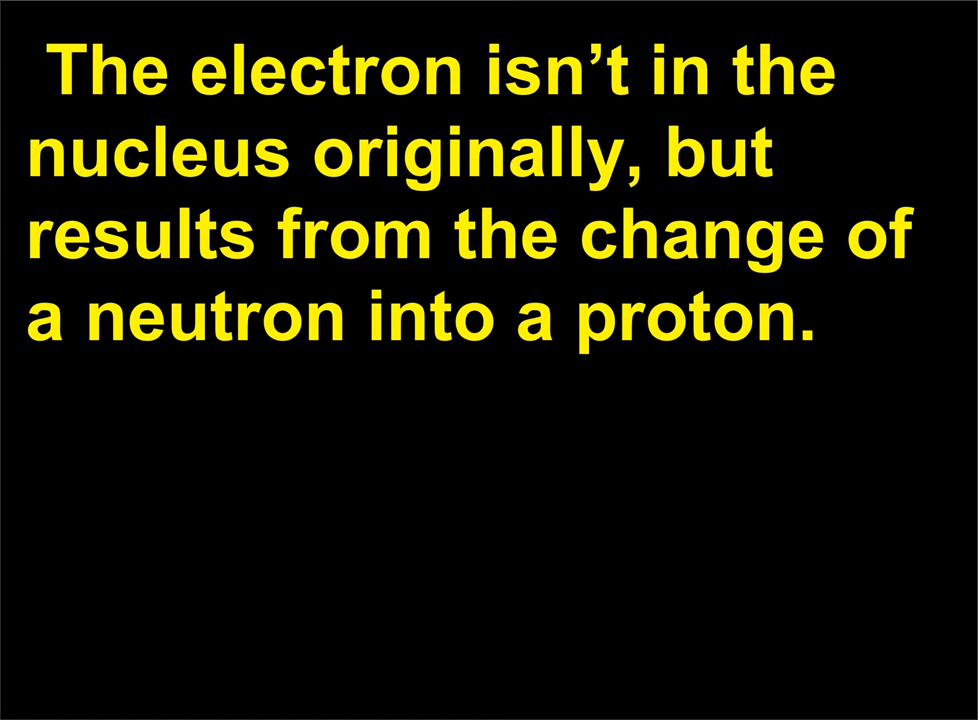 The electron isn’t in the
nucleus originally, but
results from the change of
a neutron into a proton.